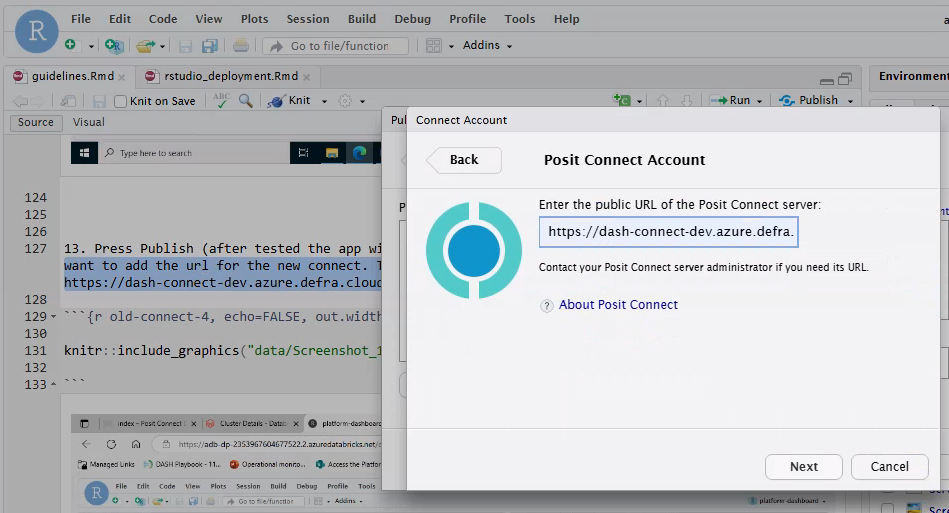 File Edit Code View Plots Session Build Debug Profile Tools Help
R
Go to file/function
Addins
guidelines.Rmd
rstudio_deployment.Rmd
Environmen
Knit on Save
ABC
Knit
Run
Publish
Source
Visual
Pul
Connect Account
Type here to search
Back
Posit Connect Account
Enter the public URL of the Posit Connect server:
https://dash-connect-dev.azure.defra.
Contact your Posit Connect server administrator if you need its URL.
? About Posit Connect
124
125
126
127 13. Press Publish (after tested the app wi
want to add the url for the new connect. T
https://dash-connect-dev.azure.defra.cloud
128
129 ```{r old-connect-4, echo=FALSE, out.width
130
131 knitr::include_graphics("data/Screenshot_1
132
133 ```
index – Posit Connect
Cluster Details - Datab
platform-dashboard
https://adb-dp-2353967604677522.2.azuredatabricks.net/
Managed Links
DASH Playbook - 11...
Operational monito...
Access the Platfor
R
File Edit Code View Plots Session Build Debug Profile Tools
Go to file/function
Addins
platform-dashboard
Next
Cancel